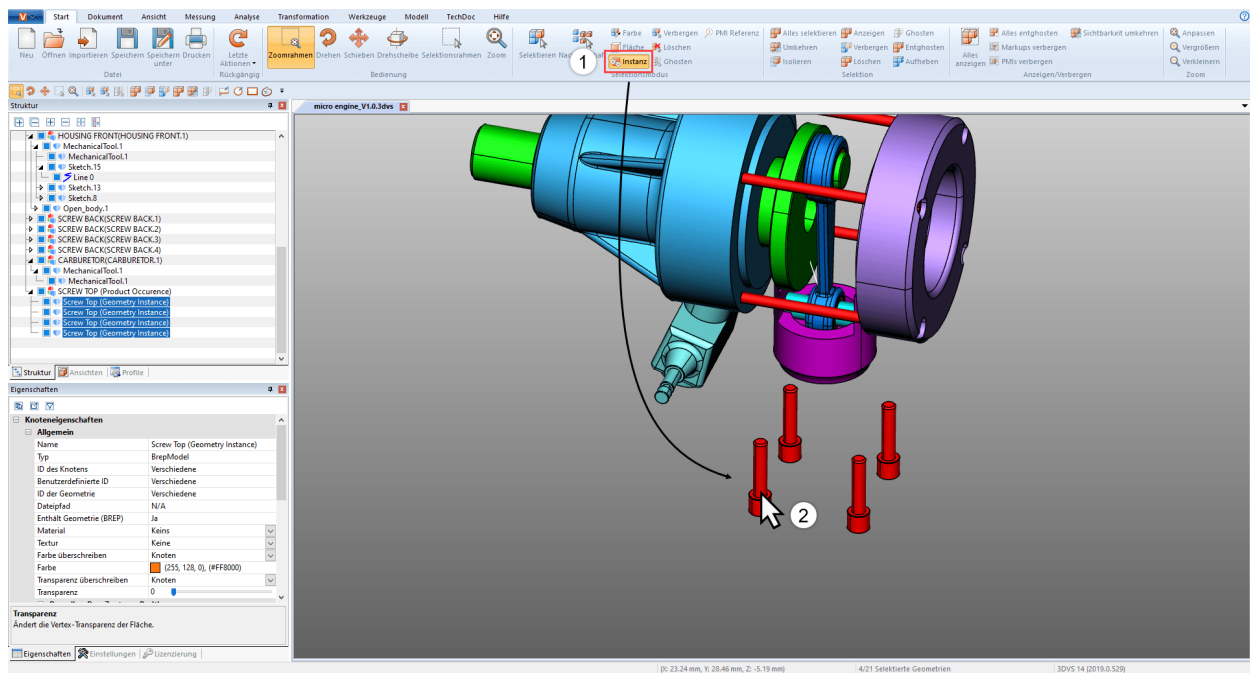 Start Dokument Ansicht Messung Analyse Transformation Werkzeuge Modell TechDoc Hilfe
Neu Öffnen Importieren Speichern Speichern unter Drucken
Datei
Letzte Aktionen
Rückgängig
Zoomrahmen Drehen Schieben Drehscheibe Selektionsrahmen Zoom
Bedienung
Selektieren
1
Farbe Verbergen PMI Referenz
Fläche Löschen
Instanz Ghosten
Selektionsmodus
Alles selektieren Anzeigen Ghosten
Umkehren Verbergen Entghosten
Isolieren Löschen Aufheben
Selektion
Alles anzeigen
Alles entghosten Sichtbarkeit umkehren
Markups verbergen
PMIs verbergen
Anzeigen/Verbergen
Anpassen
Vergrößern
Verkleinern
Zoom
Struktur
micro engine_V1.0.3dvs
HOUSING FRONT(HOUSING FRONT.1)
MechanicalTool.1
MechanicalTool.1
Sketch.15
Line 0
Sketch.13
Sketch.8
Open_body.1
SCREW BACK(SCREW BACK.1)
SCREW BACK(SCREW BACK.2)
SCREW BACK(SCREW BACK.3)
SCREW BACK(SCREW BACK.4)
CARBURETOR(CARBURETOR.1)
MechanicalTool.1
MechanicalTool.1
SCREW TOP (Product Occurence)
Screw Top (Geometry Instance)
Screw Top (Geometry Instance)
Screw Top (Geometry Instance)
Screw Top (Geometry Instance)
Struktur Ansichten Profile
Eigenschaften
Knoteneigenschaften
Allgemein
Name Screw Top (Geometry Instance)
Typ BrepModel
ID des Knotens Verschiedene
Benutzerdefinierte ID Verschiedene
ID der Geometrie Verschiedene
Dateipfad N/A
Enthält Geometrie (BREP) Ja
Material Keins
Textur Keine
Farbe überschreiben Knoten
Farbe (255, 128, 0), (#FF8000)
Transparenz überschreiben Knoten
Transparenz 0
Transparenz
Ändert die Vertex-Transparenz der Fläche.
Eigenschaften Einstellungen Lizenzierung
2
(X: 23.24 mm, Y: 28.46 mm, Z: -5.19 mm) 4/21 Selektierte Geometrien 3DVS 14 (2019.0.529)